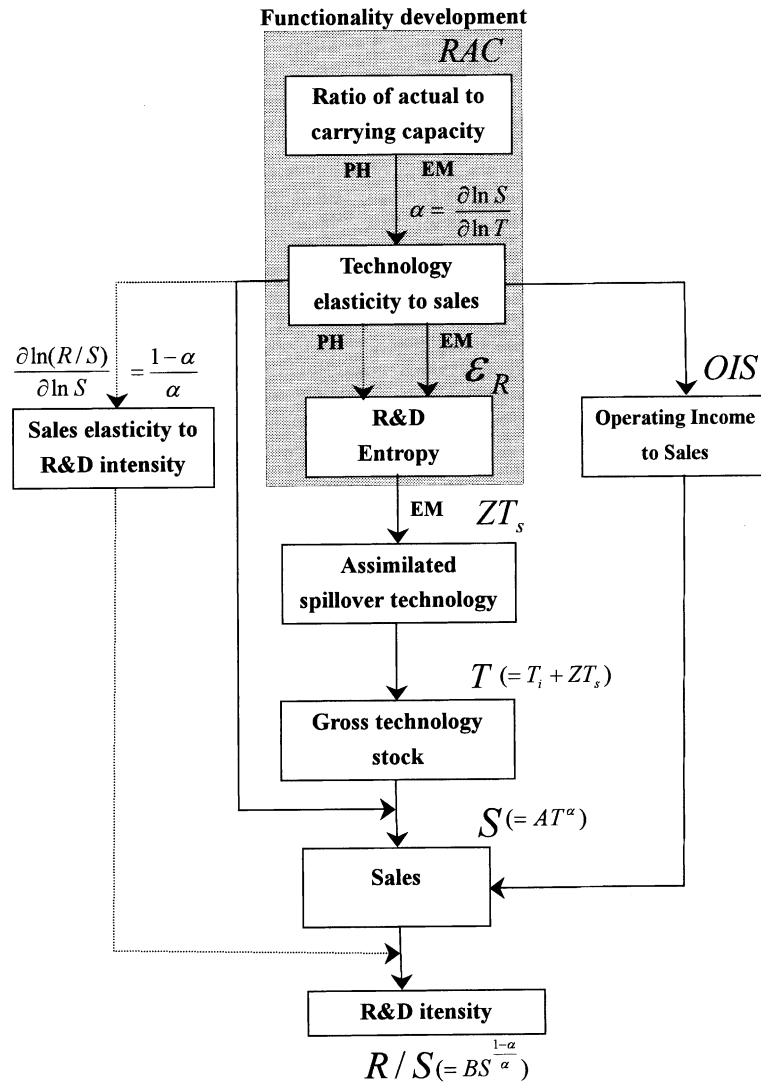 Functionality development
RAC
Ratio of actual to
carrying capacity
PH EM
α = ∂ln S / ∂ln T
Technology
elasticity to sales
PH EM
∂ln(R / S) / ∂ln S = 1−α / α
ε_R
OIS
Sales elasticity to
R&D intensity
R&D
Entropy
Operating Income
to Sales
EM
ZT_s
Assimilated
spillover technology
T (= T_i + ZT_s)
Gross technology
stock
S (= AT^α)
Sales
R&D itensity
R / S (= BS^{1−α / α})